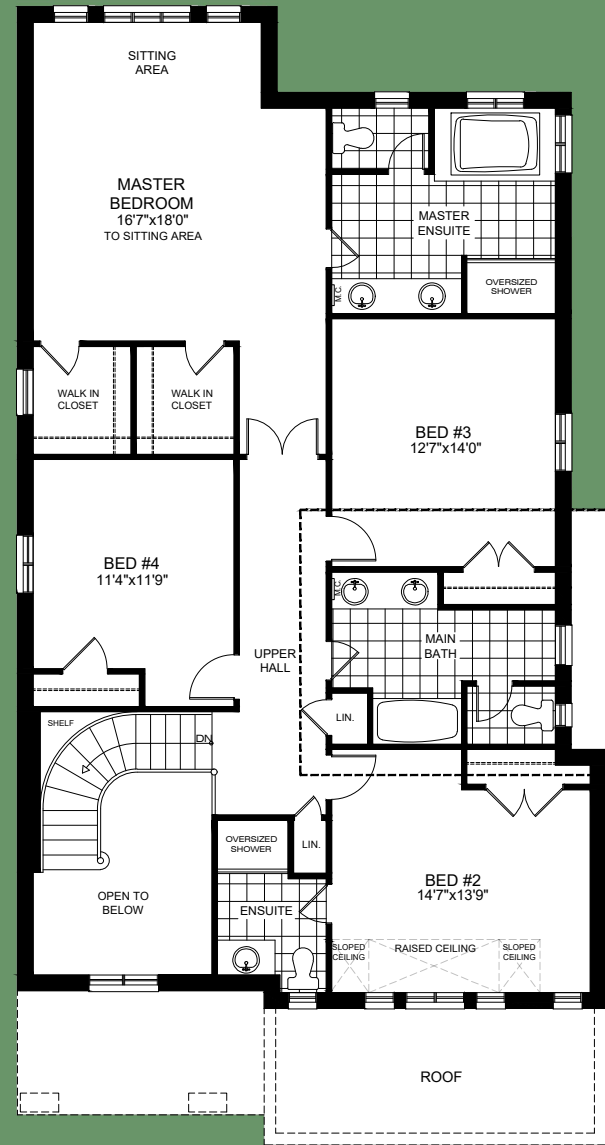 SITTING
AREA
MASTER
BEDROOM
16'7"x18'0"
TO SITTING AREA
MASTER
ENSUITE
M.C.
OVERSIZED
SHOWER
WALK IN
CLOSET
WALK IN
CLOSET
BED #3
12'7"x14'0"
BED #4
11'4"x11'9"
M.C.
MAIN
BATH
UPPER
HALL
LIN.
SHELF
DN
OVERSIZED
SHOWER
LIN.
BED #2
14'7"x13'9"
OPEN TO
BELOW
ENSUITE
SLOPED
CEILING
RAISED CEILING
SLOPED
CEILING
ROOF